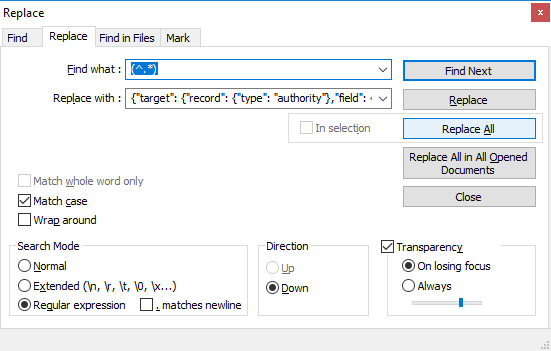 Replace
Find
Replace
Find in Files
Mark
Find what :
(^.*)
Find Next
Replace with :
{"target": {"record": {"type": "authority"},"field": {
Replace
In selection
Replace All
Replace All in All Opened
Documents
Match whole word only
Close
Match case
Wrap around
Search Mode
Direction
Transparency
Normal
Up
On losing focus
Extended (\n, \r, \t, \0, \x...)
Down
Always
Regular expression
. matches newline